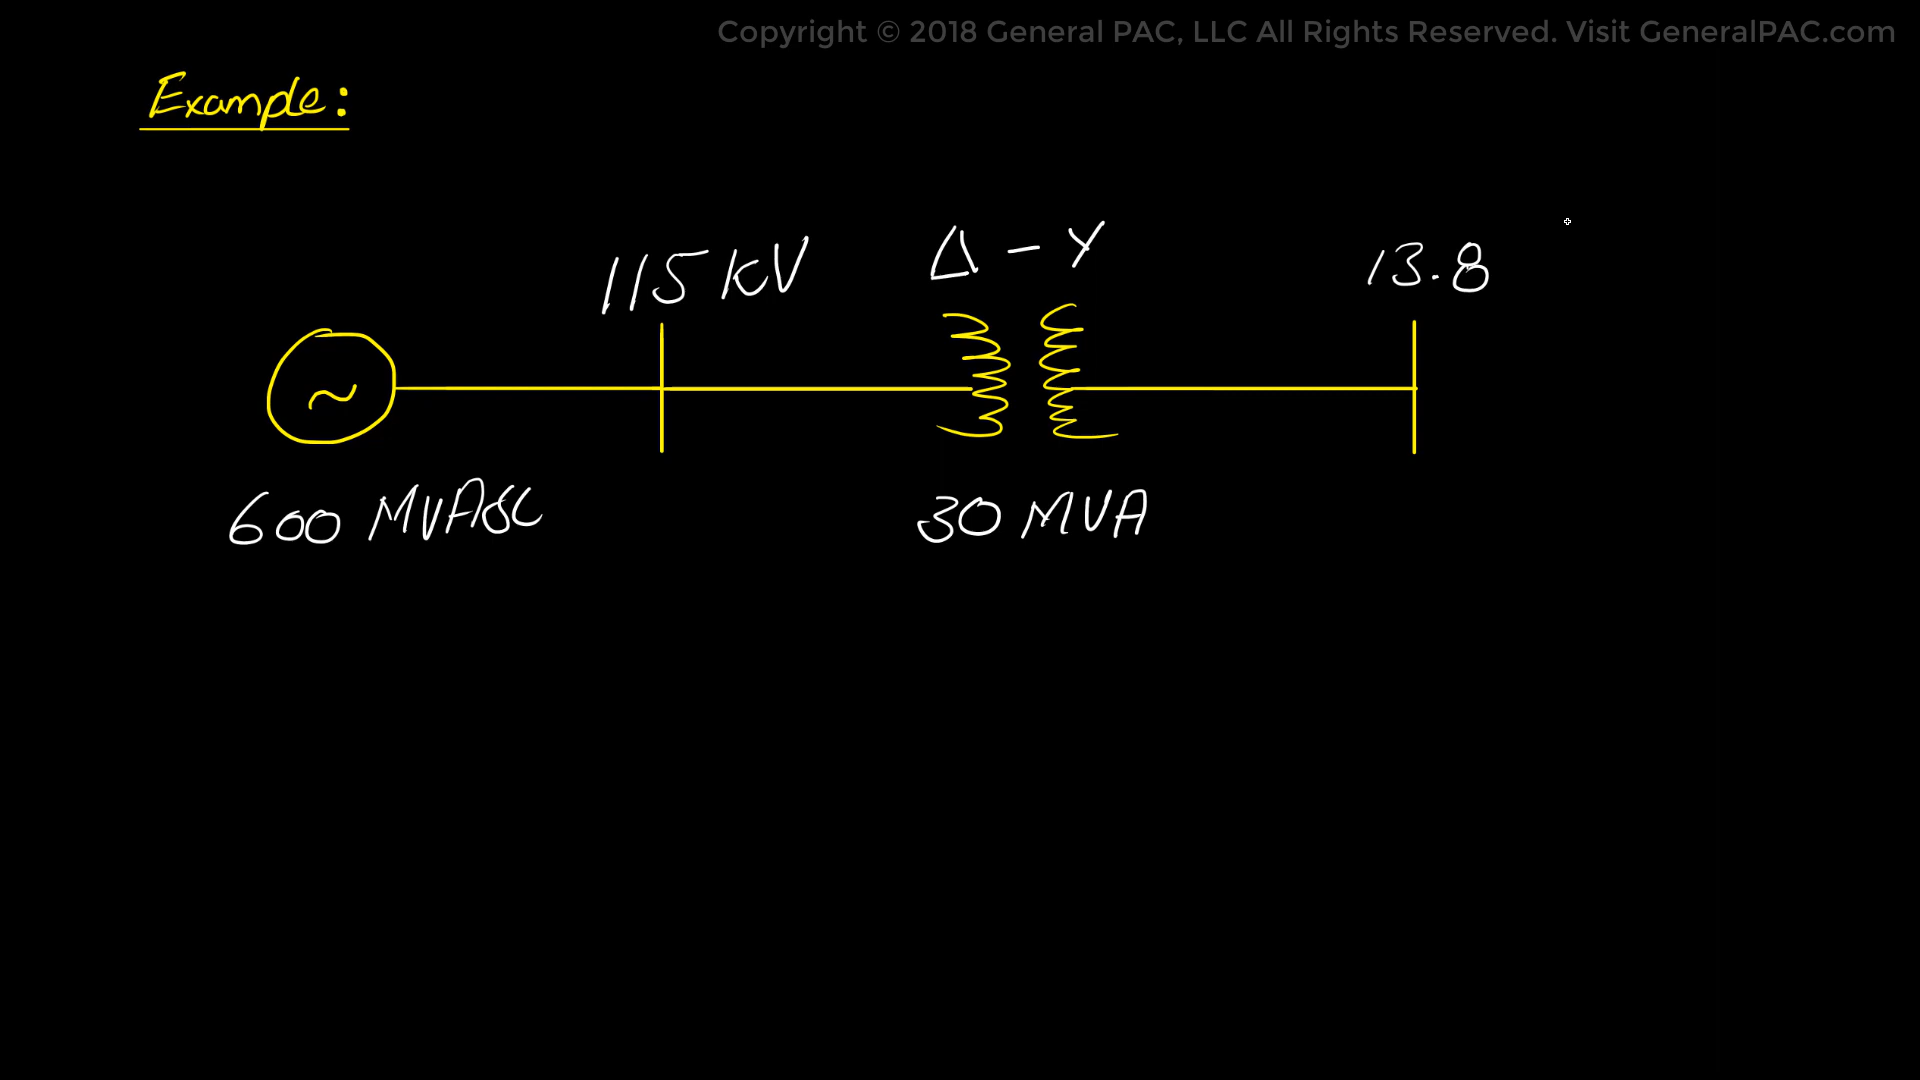 Copyright © 2018 General PAC, LLC All Rights Reserved. Visit GeneralPAC.com
Example:
115 kV Δ - Y 13.8
~
600 MVASC 30 MVA